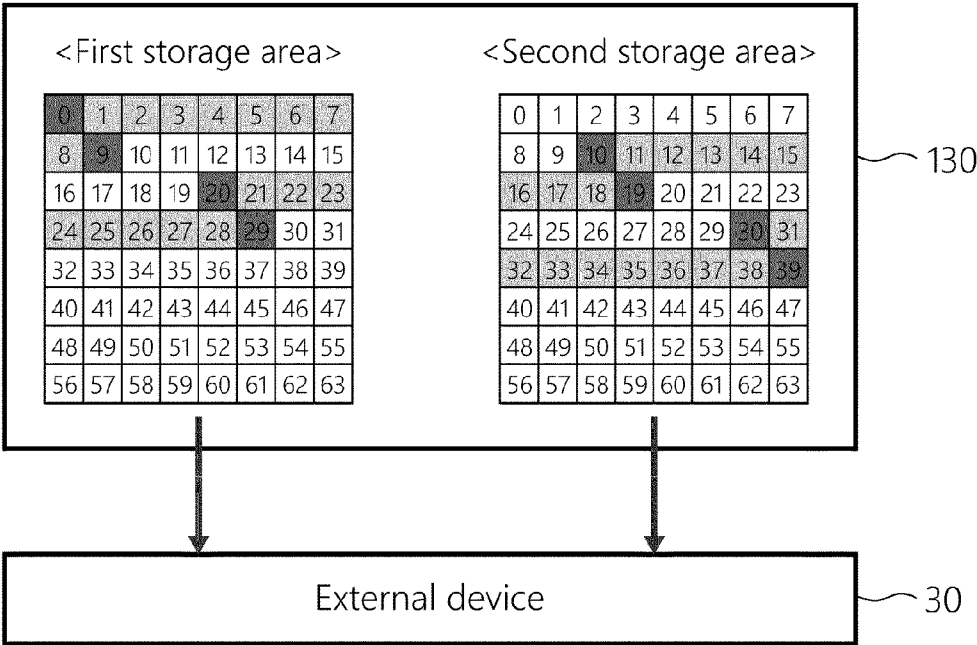 <First storage area>
0 1 2 3 4 5 6 7
8 9 10 11 12 13 14 15
16 17 18 19 20 21 22 23
24 25 26 27 28 29 30 31
32 33 34 35 36 37 38 39
40 41 42 43 44 45 46 47
48 49 50 51 52 53 54 55
56 57 58 59 60 61 62 63
<Second storage area>
0 1 2 3 4 5 6 7
8 9 10 11 12 13 14 15
16 17 18 19 20 21 22 23
24 25 26 27 28 29 30 31
32 33 34 35 36 37 38 39
40 41 42 43 44 45 46 47
48 49 50 51 52 53 54 55
56 57 58 59 60 61 62 63
130
External device
30